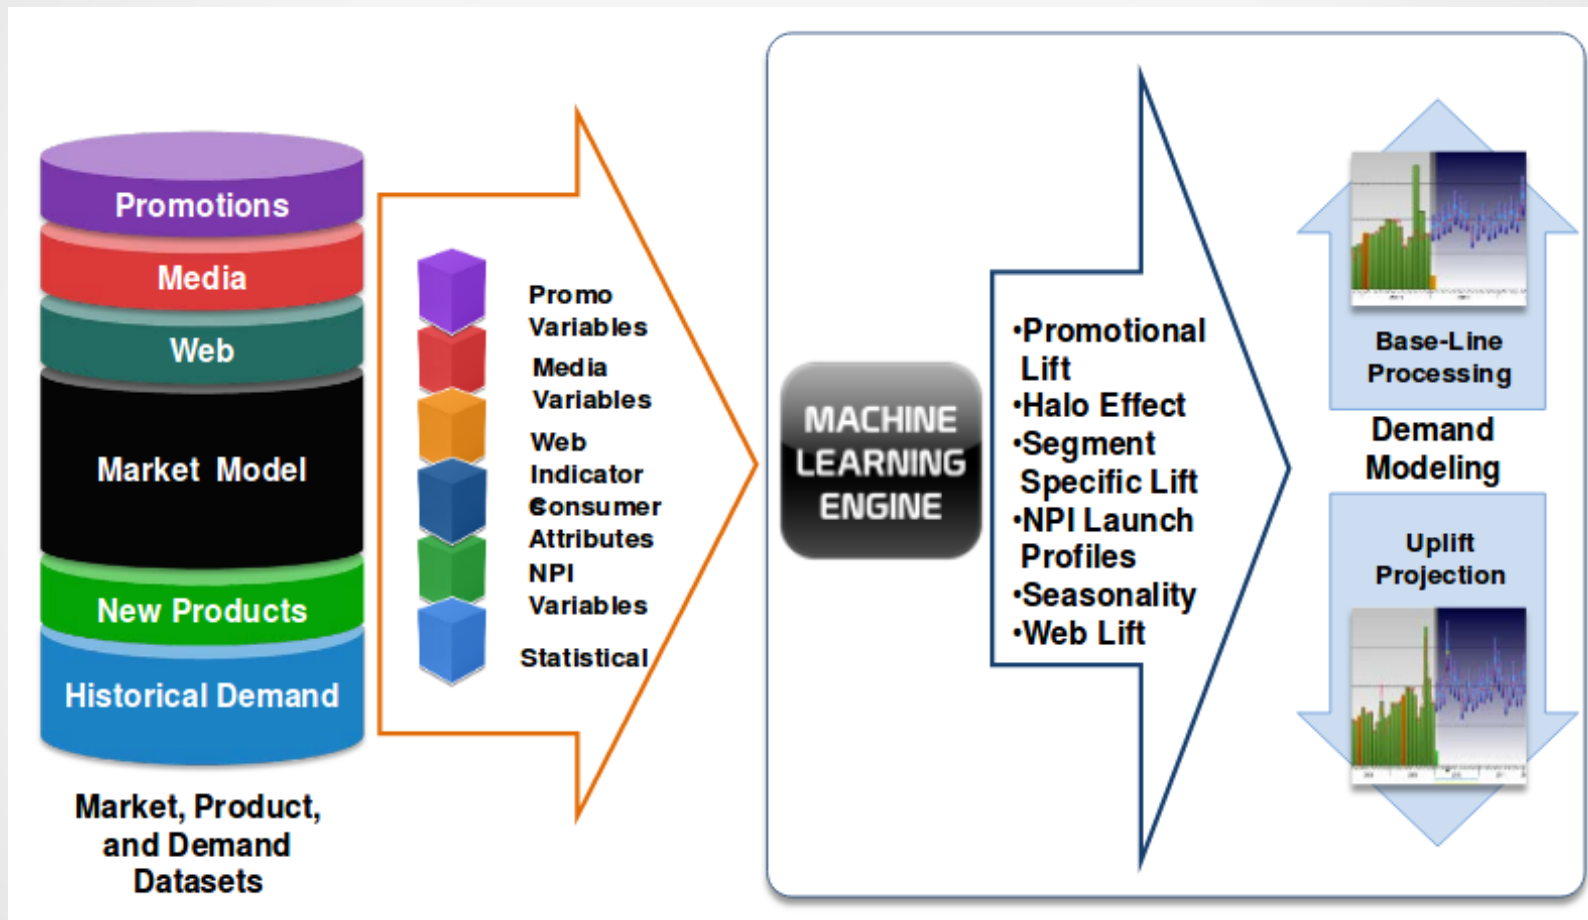 Promotions
Media
Web
Market Model
New Products
Historical Demand
Market, Product,
and Demand
Datasets
Promo
Variables
Media
Variables
Web
Indicator
Consumer
Attributes
NPI
Variables
Statistical
MACHINE
LEARNING
ENGINE
•Promotional
Lift
•Halo Effect
•Segment
Specific Lift
•NPI Launch
Profiles
•Seasonality
•Web Lift
Base-Line
Processing
Demand
Modeling
Uplift
Projection